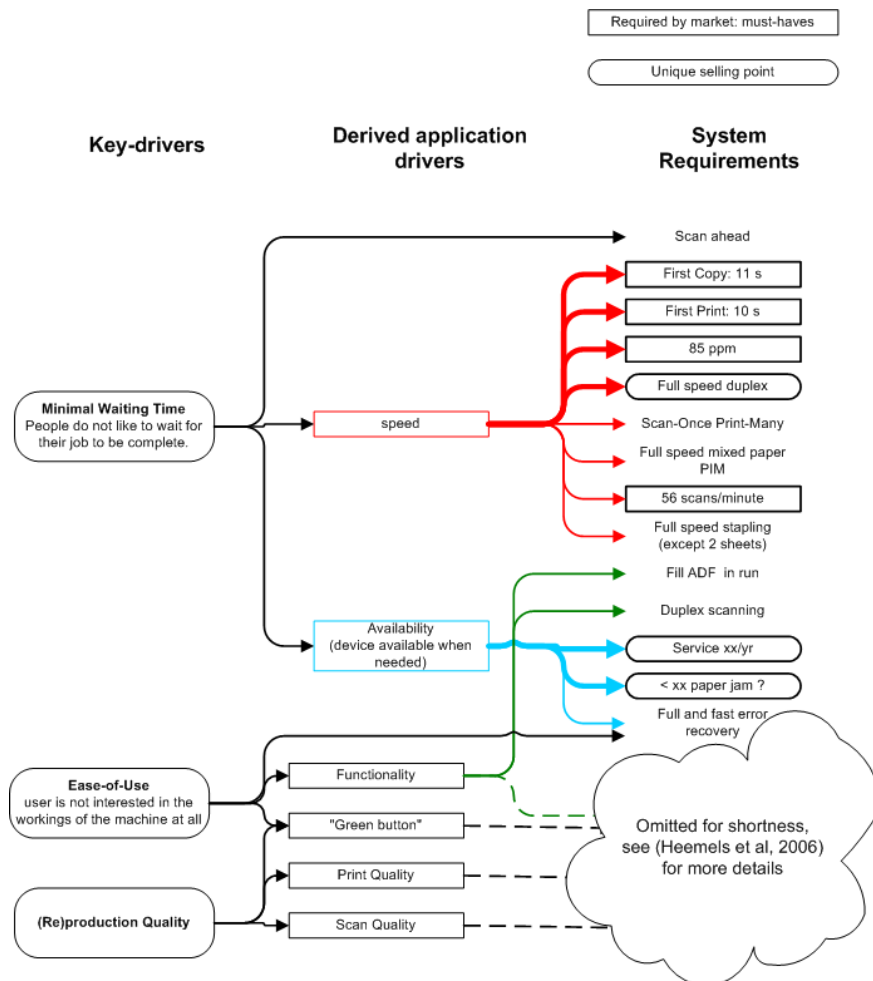 Required by market: must-haves
Unique selling point
Key-drivers
Derived application
drivers
System
Requirements
Scan ahead
First Copy: 11 s
First Print: 10 s
85 ppm
Full speed duplex
Minimal Waiting Time
People do not like to wait for
their job to be complete.
speed
Scan-Once Print-Many
Full speed mixed paper
PIM
56 scans/minute
Full speed stapling
(except 2 sheets)
Fill ADF in run
Duplex scanning
Availability
(device available when
needed)
Service xx/yr
< xx paper jam ?
Full and fast error
recovery
Ease-of-Use
user is not interested in the
workings of the machine at all
Functionality
"Green button"
Omitted for shortness,
see (Heemels et al, 2006)
for more details
Print Quality
(Re)production Quality
Scan Quality